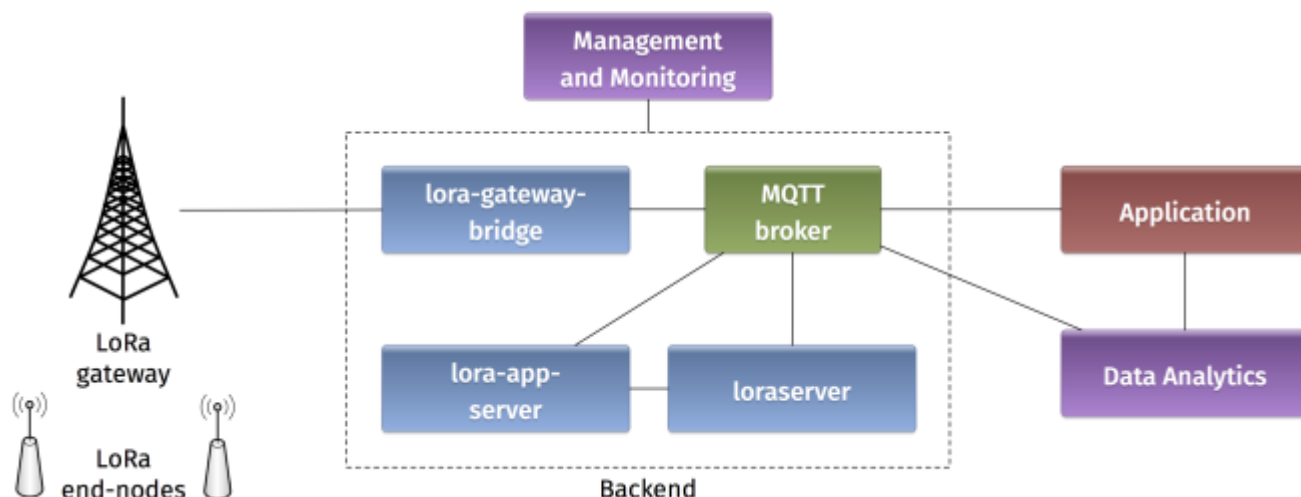 Management
and Monitoring
lora-gateway-
bridge
MQTT
broker
Application
LoRa
gateway
lora-app-
server
loraserver
Data Analytics
LoRa
end-nodes
Backend